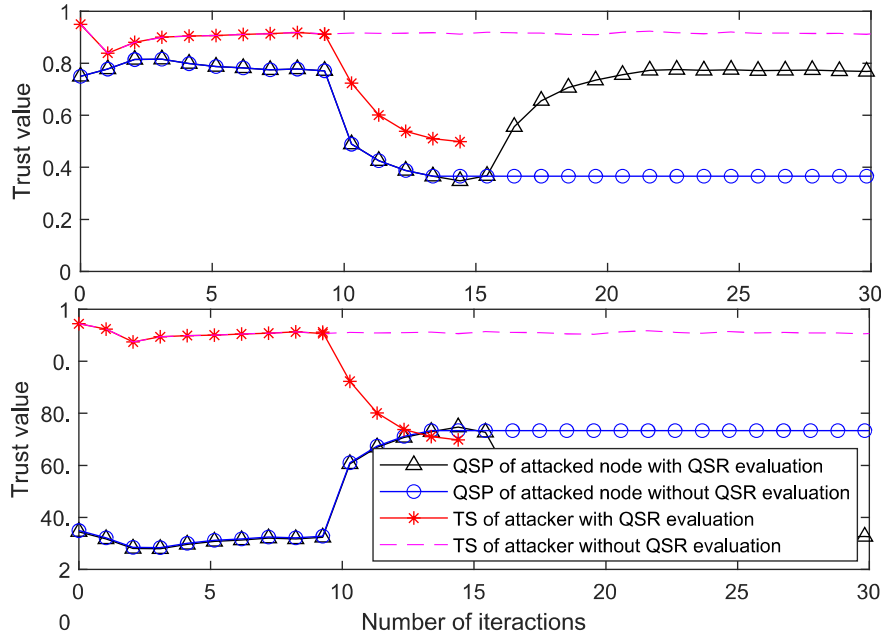 1
0.8
0.6
0.4
0.2
0
Trust value
0 5 10 15 20 25 30
1
0.
80.
60.
40.
2
0
Trust value
QSP of attacked node with QSR evaluation
QSP of attacked node without QSR evaluation
TS of attacker with QSR evaluation
TS of attacker without QSR evaluation
0 5 10 15 20 25 30
Number of iteractions